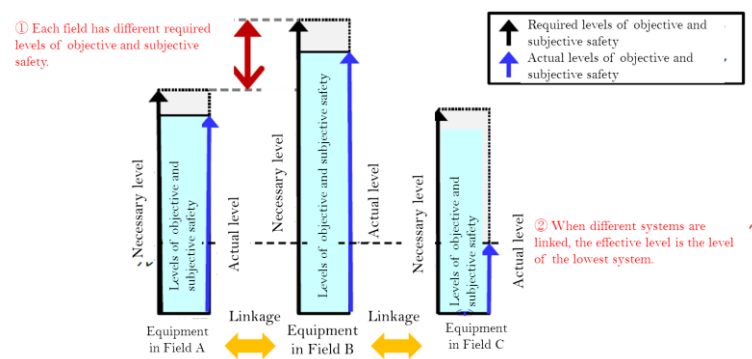 ① Each field has different required
levels of objective and subjective
safety.
Required levels of objective and
subjective safety
Actual levels of objective and
subjective safety
Necessary level
Levels of objective and
subjective safety
Actual level
Necessary level
Levels of objective and subjective safety
Actual level
Necessary level
Levels of objective and
subjective safety
Actual level
② When different systems are
linked, the effective level is the level
of the lowest system.
Equipment
in Field A
Linkage
Equipment
in Field B
Linkage
Equipment
in Field C